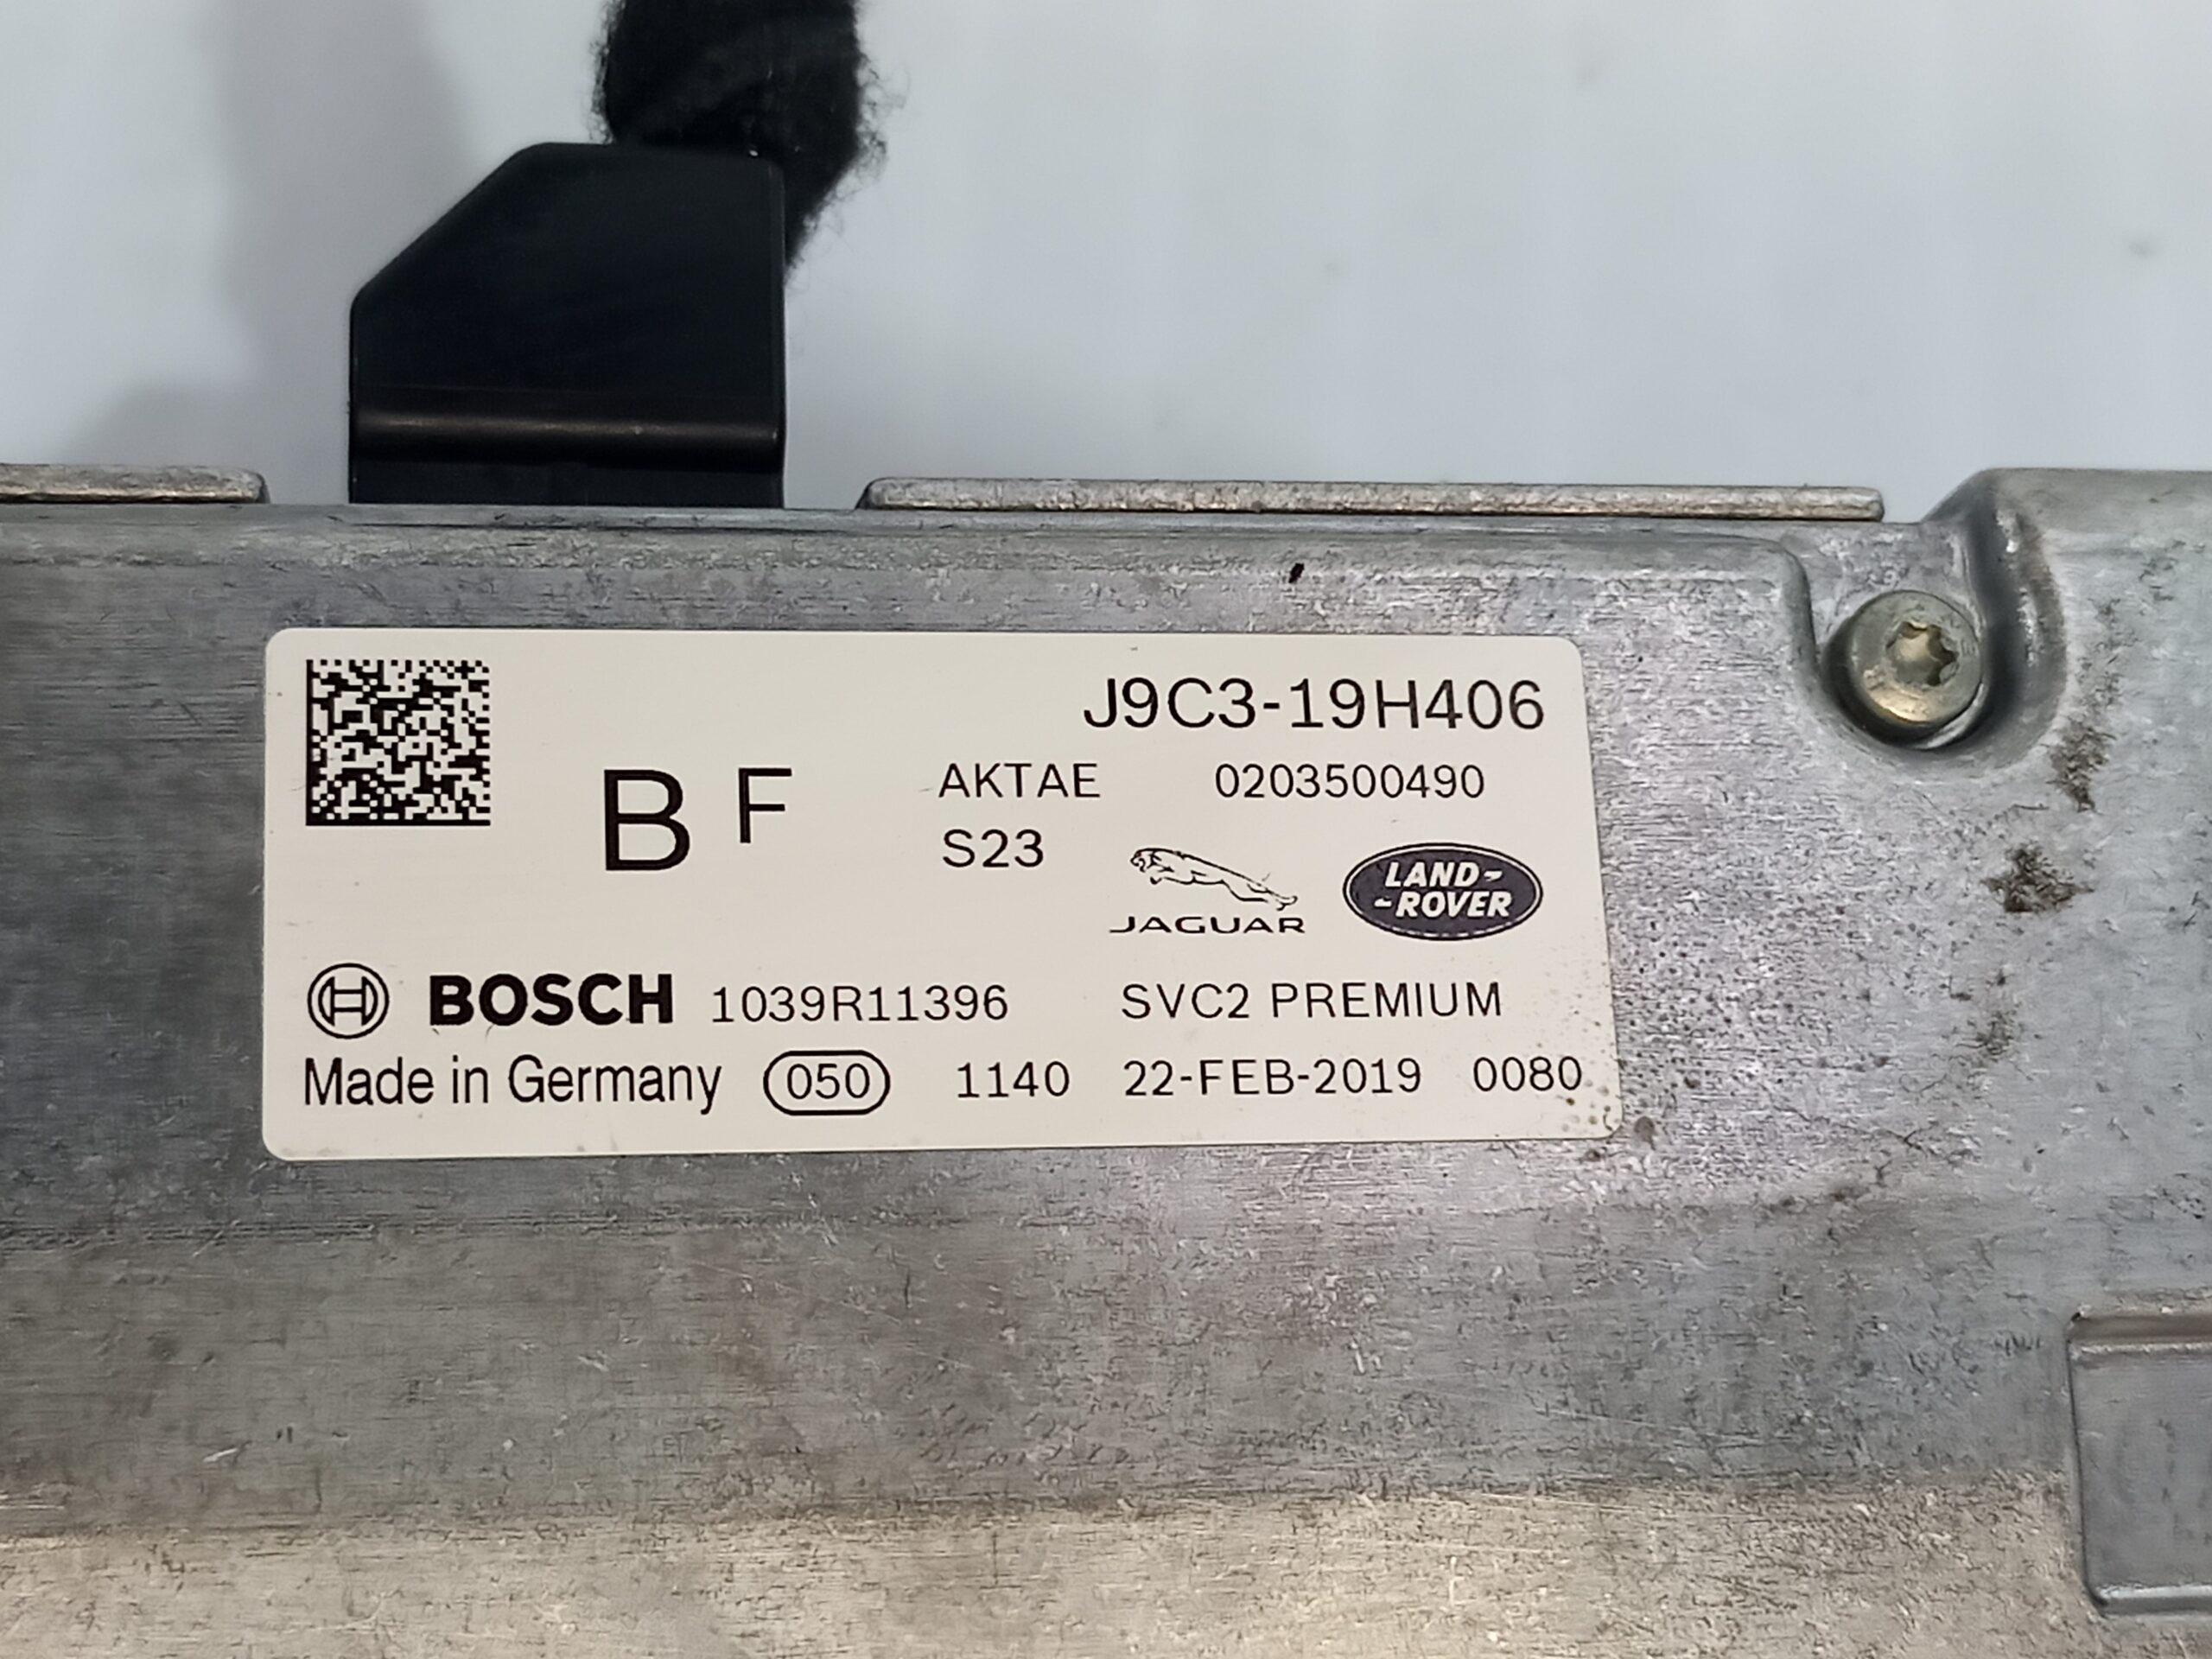 J9C3-19H406
B F
AKTAE 0203500490
S23
JAGUAR
LAND-
-ROVER
BOSCH 1039R11396 SVC2 PREMIUM
Made in Germany 050 1140 22-FEB-2019 0080